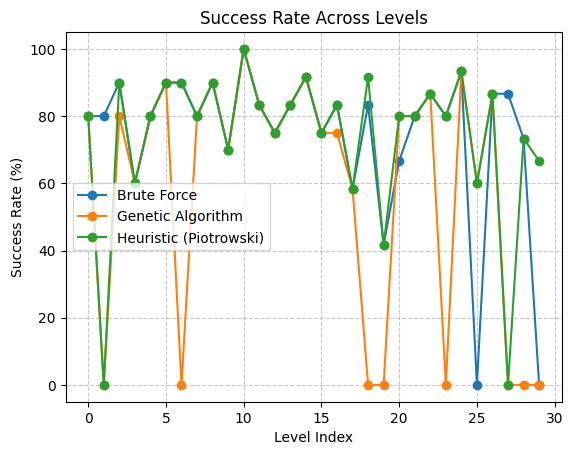 Success Rate Across Levels
Success Rate (%)
100
80
60
40
20
0
Brute Force
Genetic Algorithm
Heuristic (Piotrowski)
0 5 10 15 20 25 30
Level Index